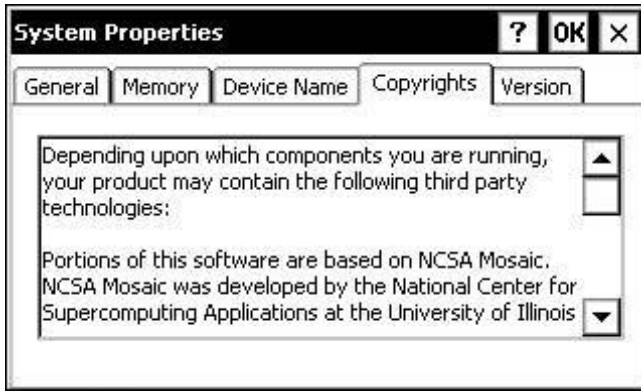 System Properties ? OK ×
General Memory Device Name Copyrights Version
Depending upon which components you are running,
your product may contain the following third party
technologies:
Portions of this software are based on NCSA Mosaic.
NCSA Mosaic was developed by the National Center for
Supercomputing Applications at the University of Illinois